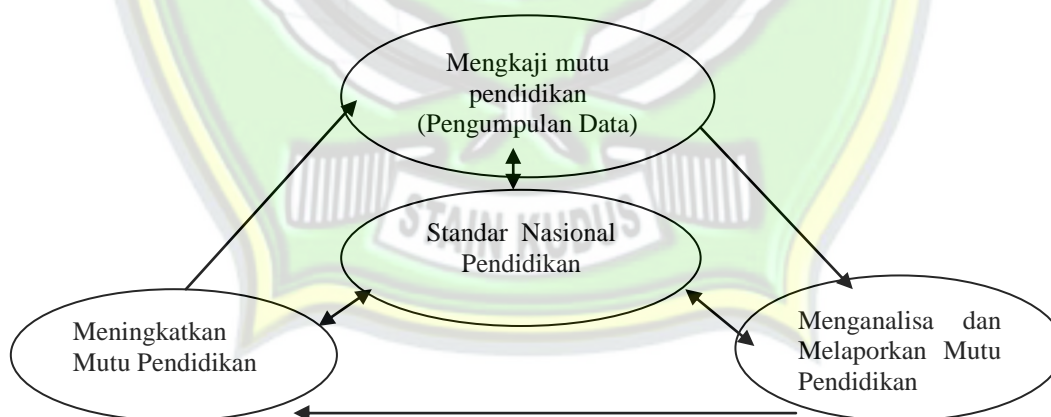 Mengkaji mutu
pendidikan
(Pengumpulan Data)
STAIN KUDUS
Standar Nasional
Pendidikan
Meningkatkan
Mutu Pendidikan
Menganalisa dan
Melaporkan Mutu
Pendidikan